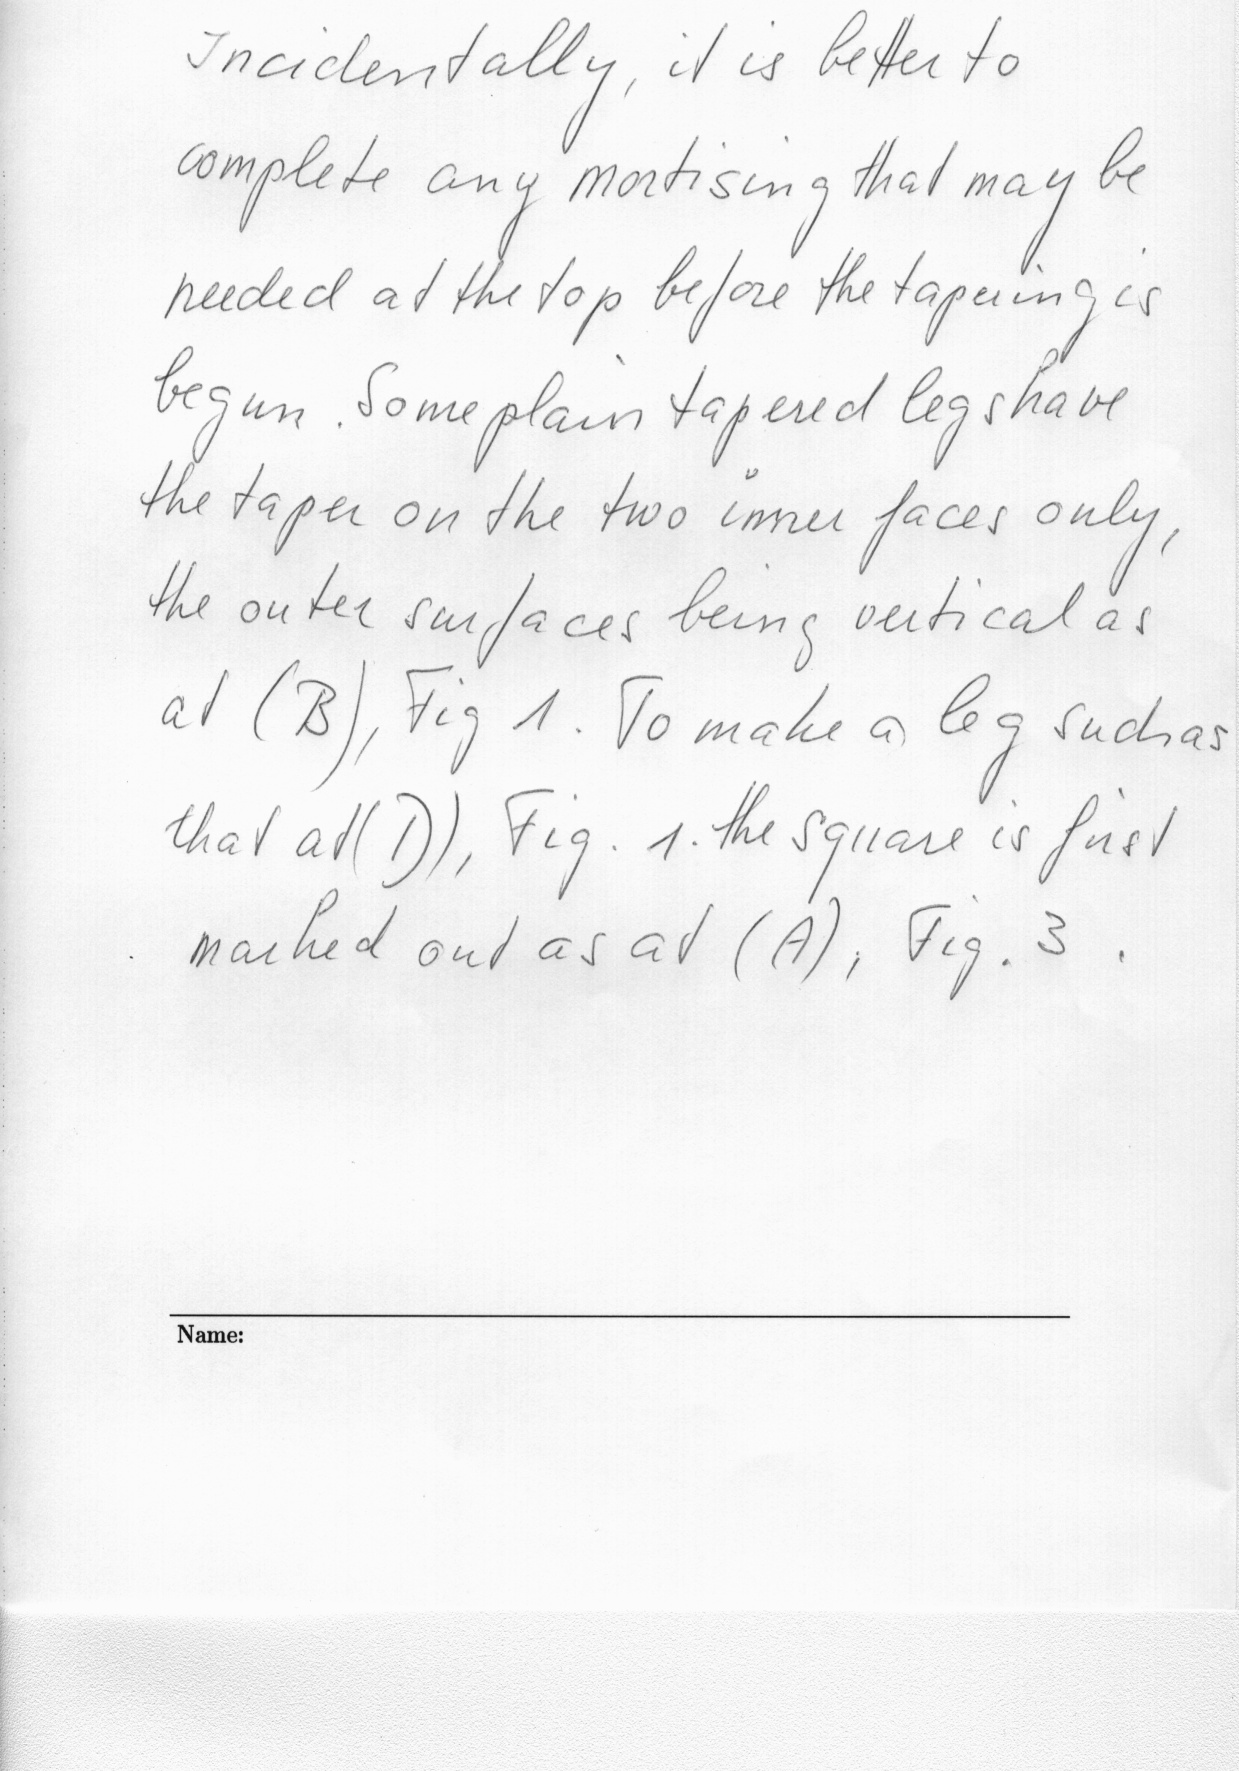 Incidentally, it is better to
complete any mortising that may be
needed at the top before the tapering is
begun. Some plain tapered legs have
the taper on the two inner faces only,
the outer surfaces being vertical as
at (B), Fig 1. To make a leg such as
that at (D), Fig. 1. the square is first
marked out as at (A), Fig. 3.
Name: